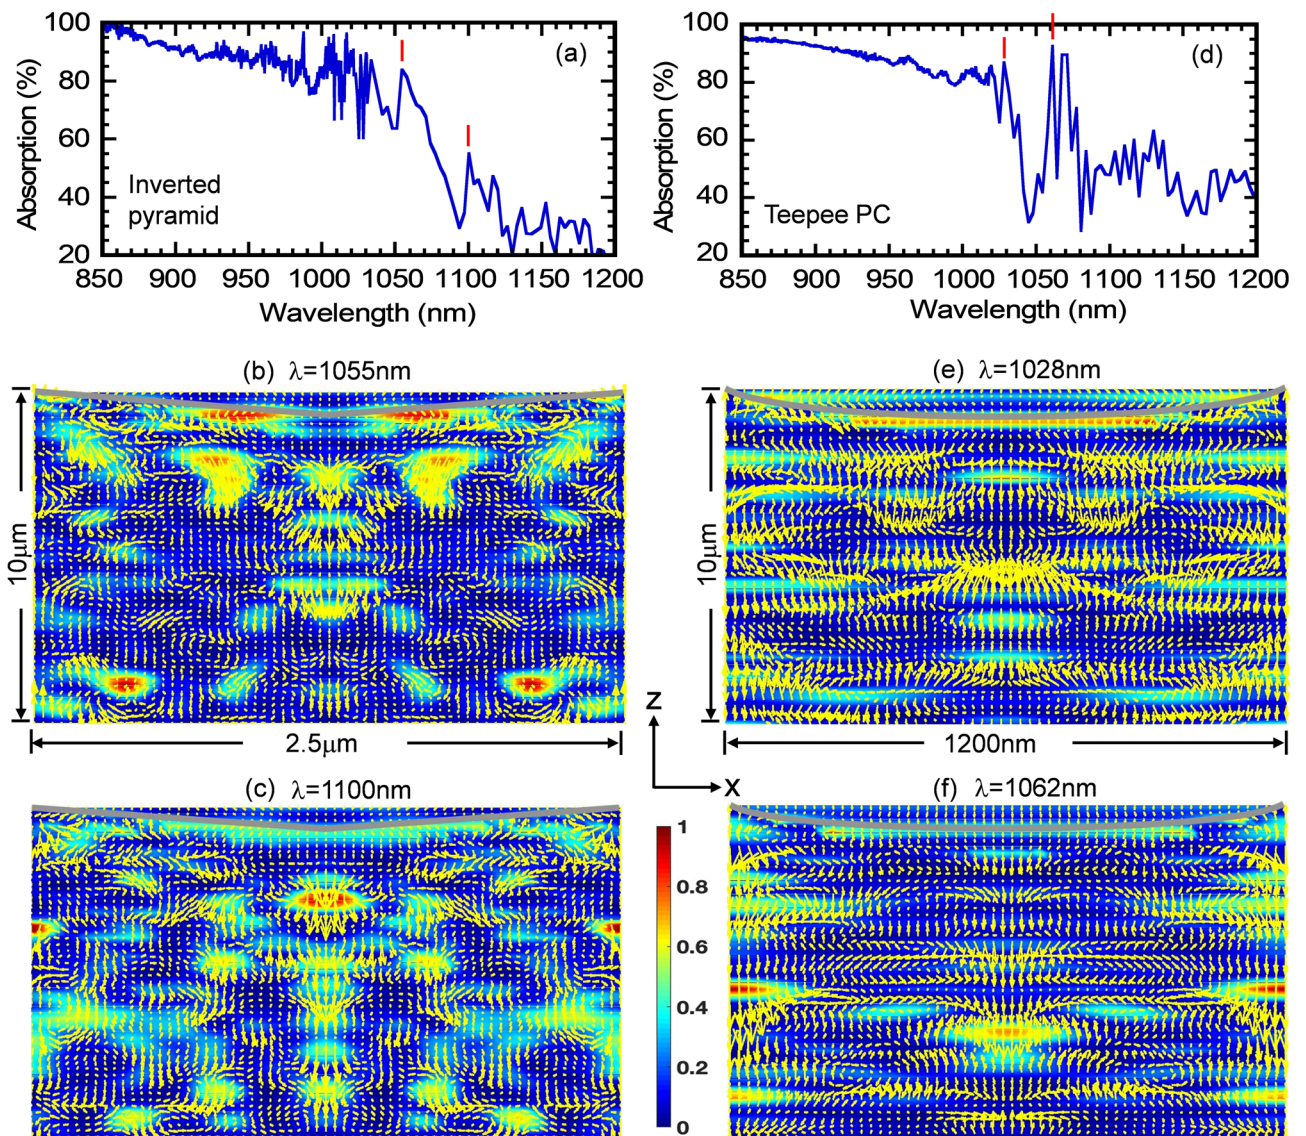 100
80
60
40
20
Absorption (%)
(a)
Inverted
pyramid
850 900 950 1000 1050 1100 1150 1200
Wavelength (nm)
100
80
60
40
20
Absorption (%)
(d)
Teepee PC
850 900 950 1000 1050 1100 1150 1200
Wavelength (nm)
(b) λ=1055nm
10μm
2.5μm
(e) λ=1028nm
10μm
1200nm
z
x
(c) λ=1100nm
1
0.8
0.6
0.4
0.2
0
(f) λ=1062nm